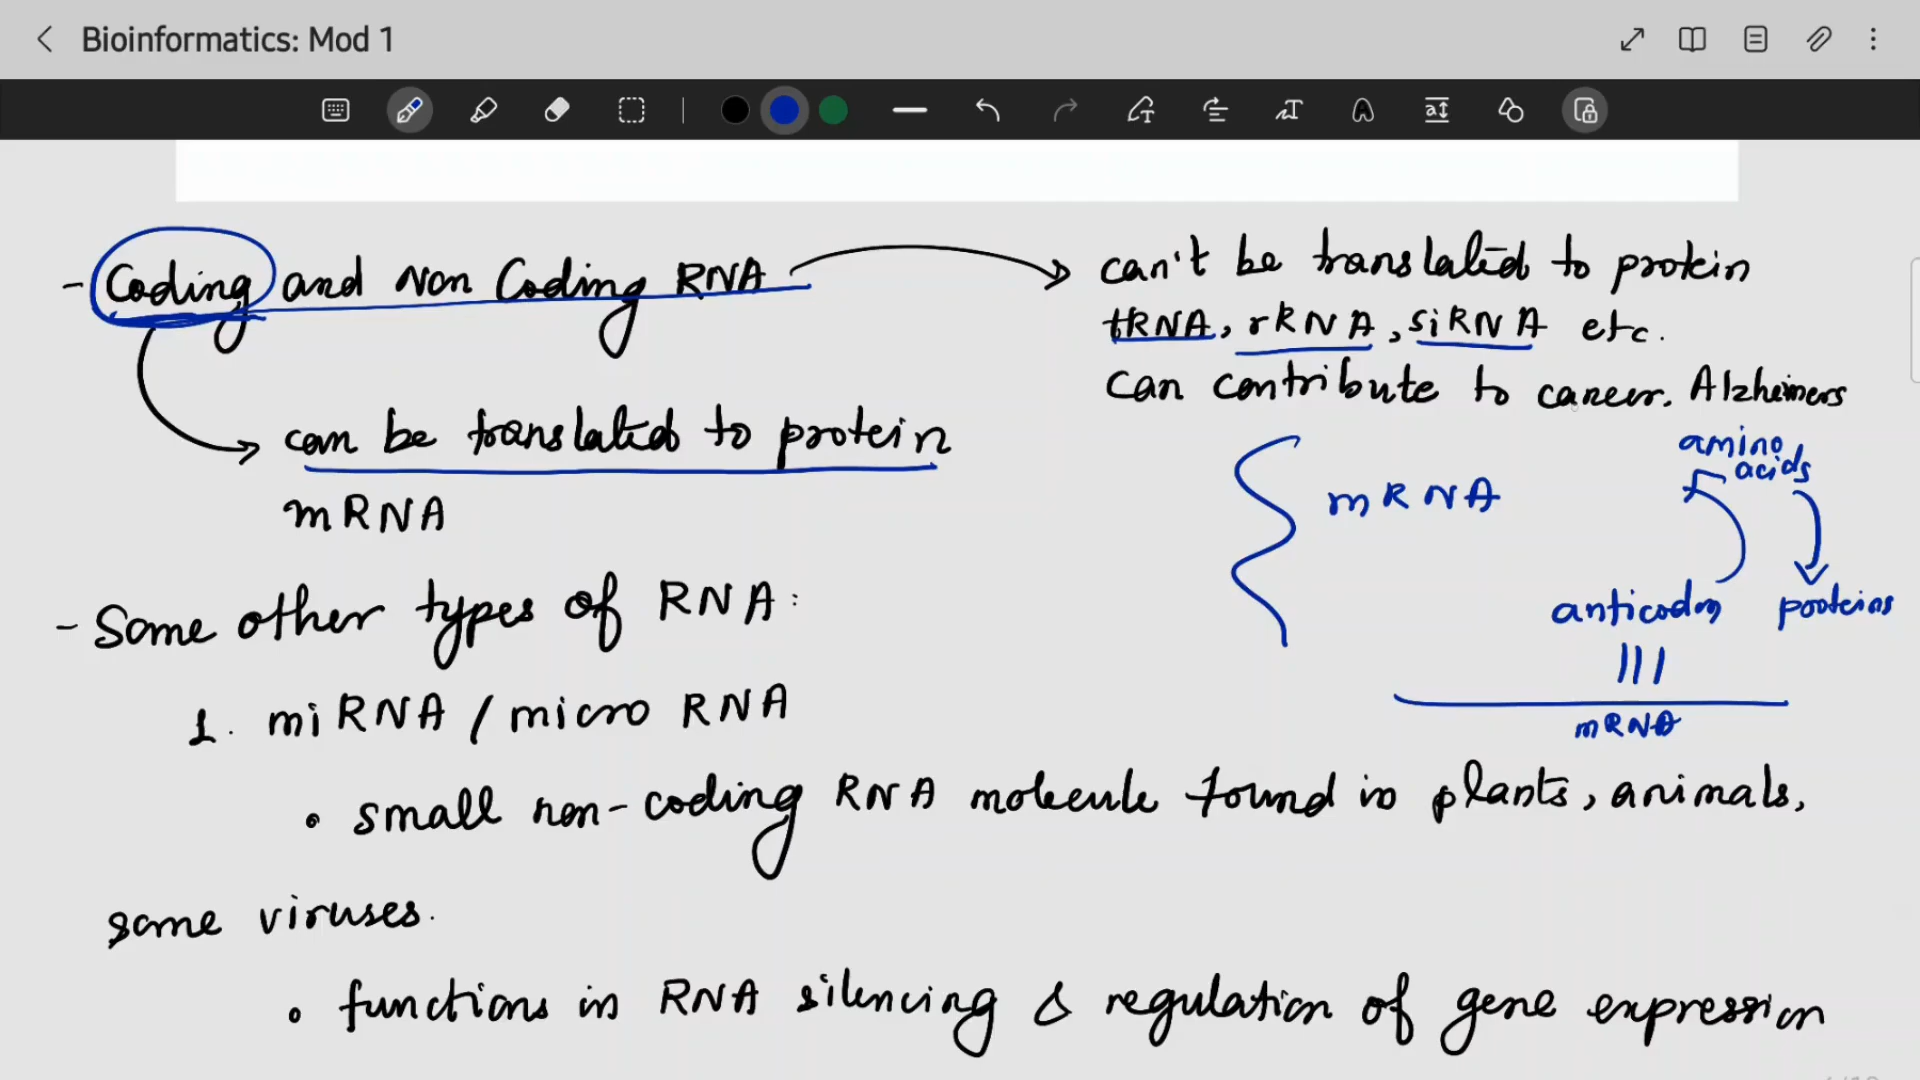 Bioinformatics: Mod 1
- Coding and Non Coding RNA
can't be translated to protein
tRNA, rRNA, siRNA etc.
can contribute to cancer. Alzheimers
can be translated to protein
mRNA
mRNA
amino
acids
anticodon
proteins
mRNA
- Some other types of RNA:
1. miRNA / micro RNA
• small non-coding RNA molecule found in plants, animals,
some viruses.
• functions in RNA silencing & regulation of gene expression